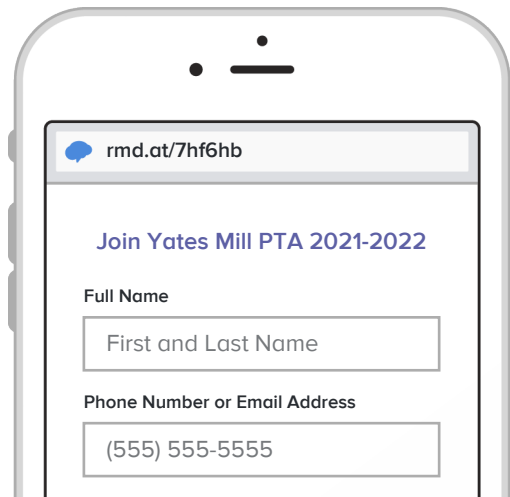 rmd.at/7hf6hb
Join Yates Mill PTA 2021-2022
Full Name
First and Last Name
Phone Number or Email Address
(555) 555-5555